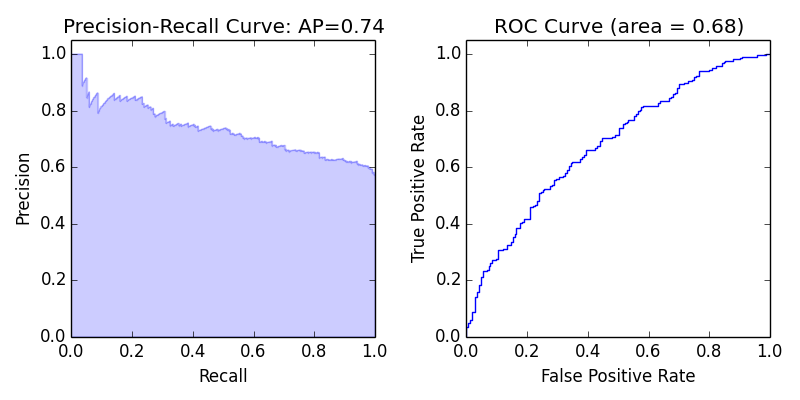 Precision-Recall Curve: AP=0.74
1.0
0.8
0.6
0.4
0.2
0.0
Precision
0.0 0.2 0.4 0.6 0.8 1.0
Recall
ROC Curve (area = 0.68)
1.0
0.8
0.6
0.4
0.2
0.0
True Positive Rate
0.0 0.2 0.4 0.6 0.8 1.0
False Positive Rate